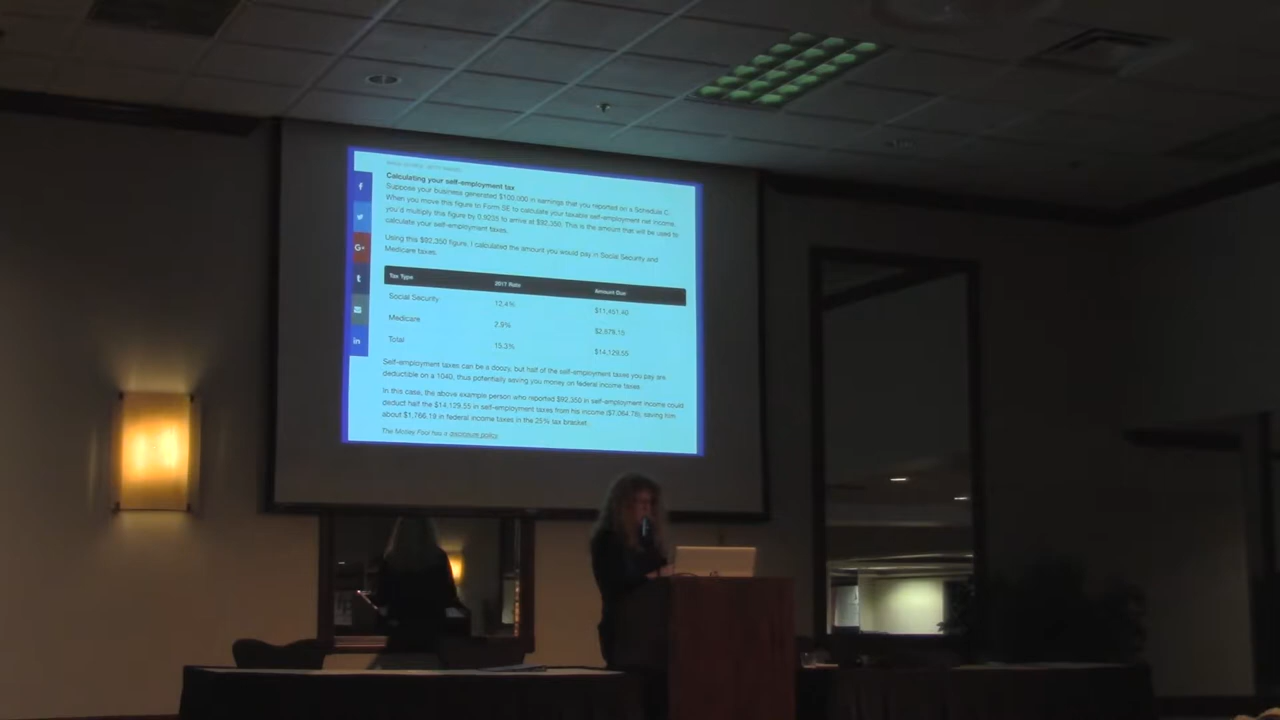 Calculating your self-employment tax
Suppose your business generated $100,000 in earnings that you reported on a Schedule C.
When you move this figure to Form SE to calculate your taxable self-employment net income,
you'd multiply this figure by 0.9235 to arrive at $92,350. This is the amount that will be used to
calculate your self-employment taxes.
Using this $92,350 figure, I calculated the amount you would pay in Social Security and
Medicare taxes.
Tax Type 2011 Rate Amount Due
Social Security 12.4% $11,451.40
Medicare 2.9% $2,678.15
Total 15.3% $14,129.55
Self-employment taxes can be a doozy, but half of the self-employment taxes you pay are
deductible on a 1040, thus potentially saving you money on federal income taxes.
In this case, the above example person who reported $92,350 in self-employment income could
deduct half the $14,129.55 in self-employment taxes from his income ($7,064.78), saving him
about $1,766.19 in federal income taxes in the 25% tax bracket.
The Motley Fool has a disclosure policy.
f
G+
t
in